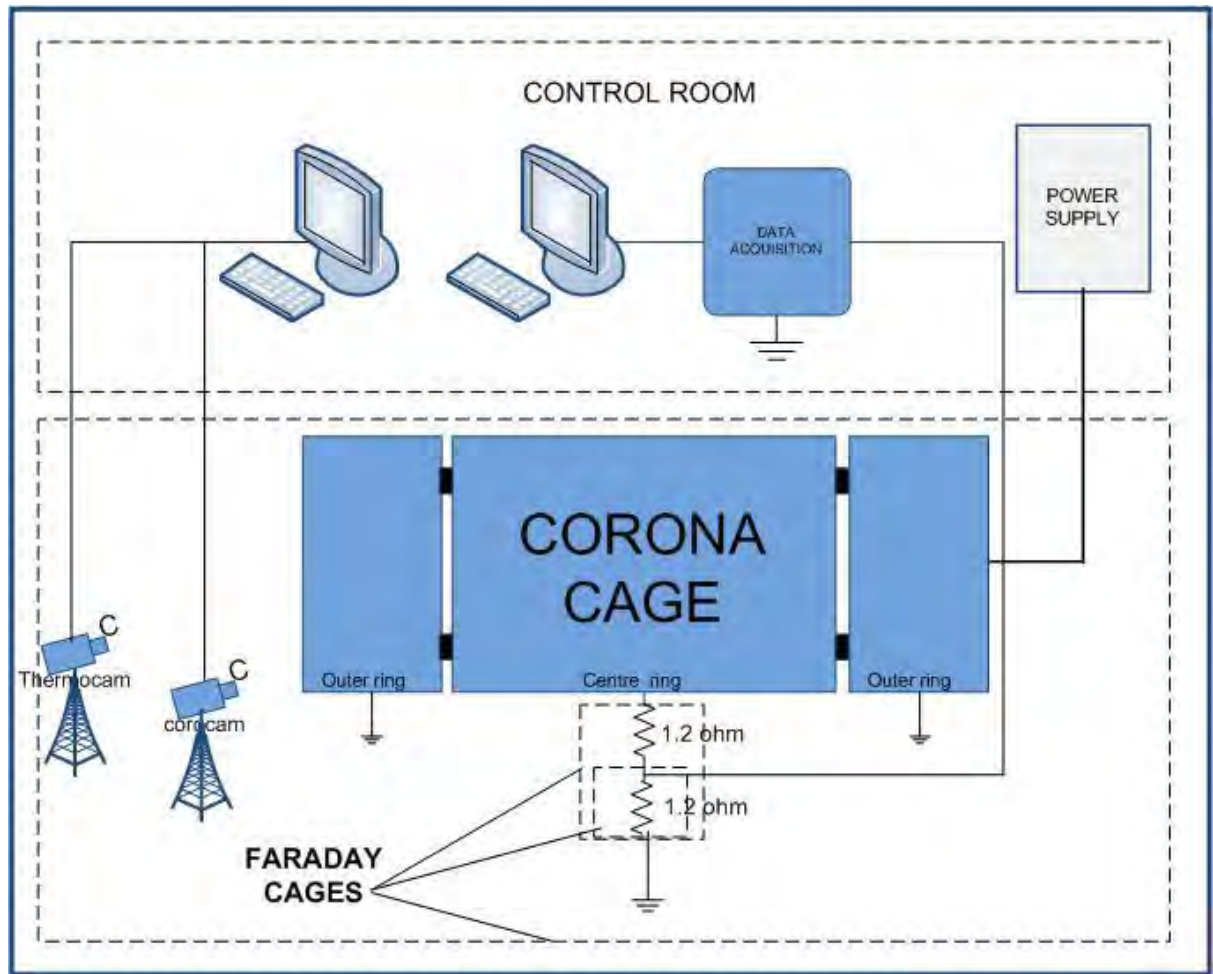 CONTROL ROOM
POWER
SUPPLY
DATA
ACQUISITION
CORONA
CAGE
C
Thermocam
C
corocam
Outer ring
Centre ring
Outer ring
1.2 ohm
1.2 ohm
FARADAY
CAGES